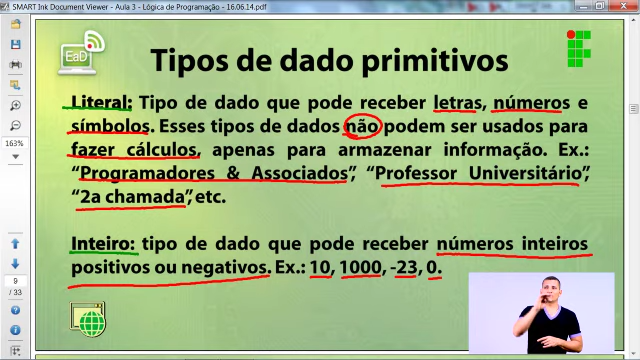 SMART Ink Document Viewer - Aula 3 - Lógica de Programação - 16.06.14.pdf
EaD
Tipos de dado primitivos
Literal: Tipo de dado que pode receber letras, números e
símbolos. Esses tipos de dados não podem ser usados para
fazer cálculos, apenas para armazenar informação. Ex.:
“Programadores & Associados”, “Professor Universitário”,
“2a chamada”, etc.
Inteiro: tipo de dado que pode receber números inteiros
positivos ou negativos. Ex.: 10, 1000, -23, 0.
163%
9
/ 33